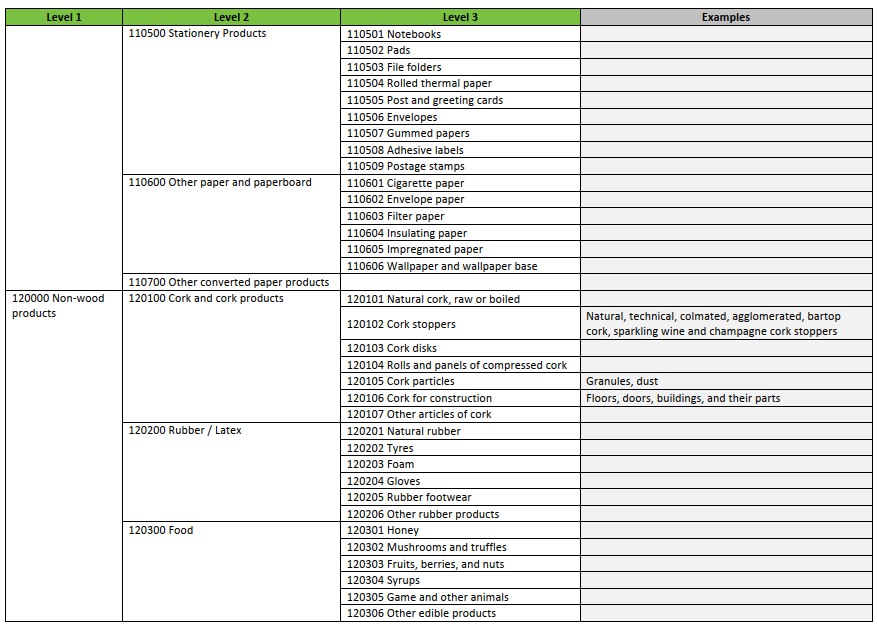 Level 1 Level 2 Level 3 Examples
110500 Stationery Products 110501 Notebooks
110502 Pads
110503 File folders
110504 Rolled thermal paper
110505 Post and greeting cards
110506 Envelopes
110507 Gummed papers
110508 Adhesive labels
110509 Postage stamps
110600 Other paper and paperboard 110601 Cigarette paper
110602 Envelope paper
110603 Filter paper
110604 Insulating paper
110605 Impregnated paper
110606 Wallpaper and wallpaper base
110700 Other converted paper products
120000 Non-wood products 120100 Cork and cork products 120101 Natural cork, raw or boiled
120102 Cork stoppers Natural, technical, colmated, agglomerated, bartop
cork, sparkling wine and champagne cork stoppers
120103 Cork disks
120104 Rolls and panels of compressed cork
120105 Cork particles Granules, dust
120106 Cork for construction Floors, doors, buildings, and their parts
120107 Other articles of cork
120200 Rubber / Latex 120201 Natural rubber
120202 Tyres
120203 Foam
120204 Gloves
120205 Rubber footwear
120206 Other rubber products
120300 Food 120301 Honey
120302 Mushrooms and truffles
120303 Fruits, berries, and nuts
120304 Syrups
120305 Game and other animals
120306 Other edible products